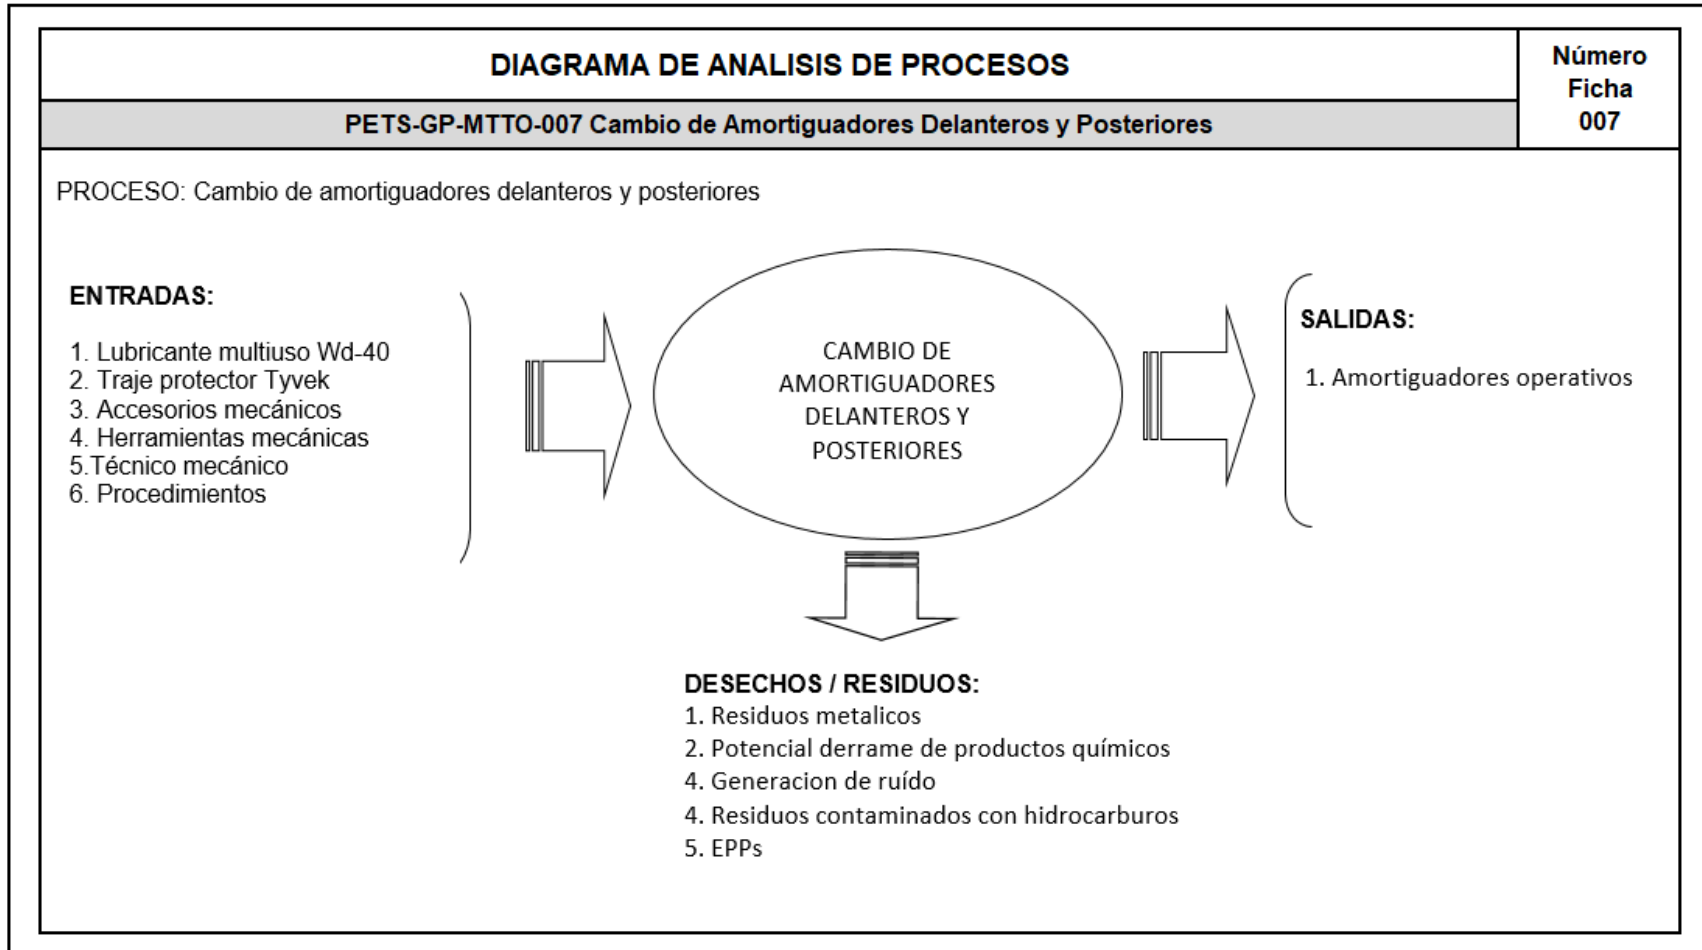 DIAGRAMA DE ANALISIS DE PROCESOS
Número
Ficha
007
PETS-GP-MTTO-007 Cambio de Amortiguadores Delanteros y Posteriores
PROCESO: Cambio de amortiguadores delanteros y posteriores
ENTRADAS:
1. Lubricante multiuso Wd-40
2. Traje protector Tyvek
3. Accesorios mecánicos
4. Herramientas mecánicas
5.Técnico mecánico
6. Procedimientos
CAMBIO DE
AMORTIGUADORES
DELANTEROS Y
POSTERIORES
SALIDAS:
1. Amortiguadores operativos
DESECHOS / RESIDUOS:
1. Residuos metalicos
2. Potencial derrame de productos químicos
4. Generacion de ruído
4. Residuos contaminados con hidrocarburos
5. EPPs